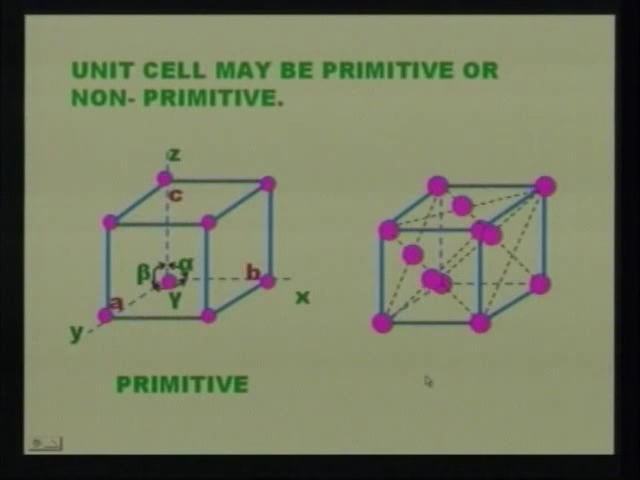 UNIT CELL MAY BE PRIMITIVE OR
NON- PRIMITIVE.
z
c
β α
a γ b
x
y
PRIMITIVE